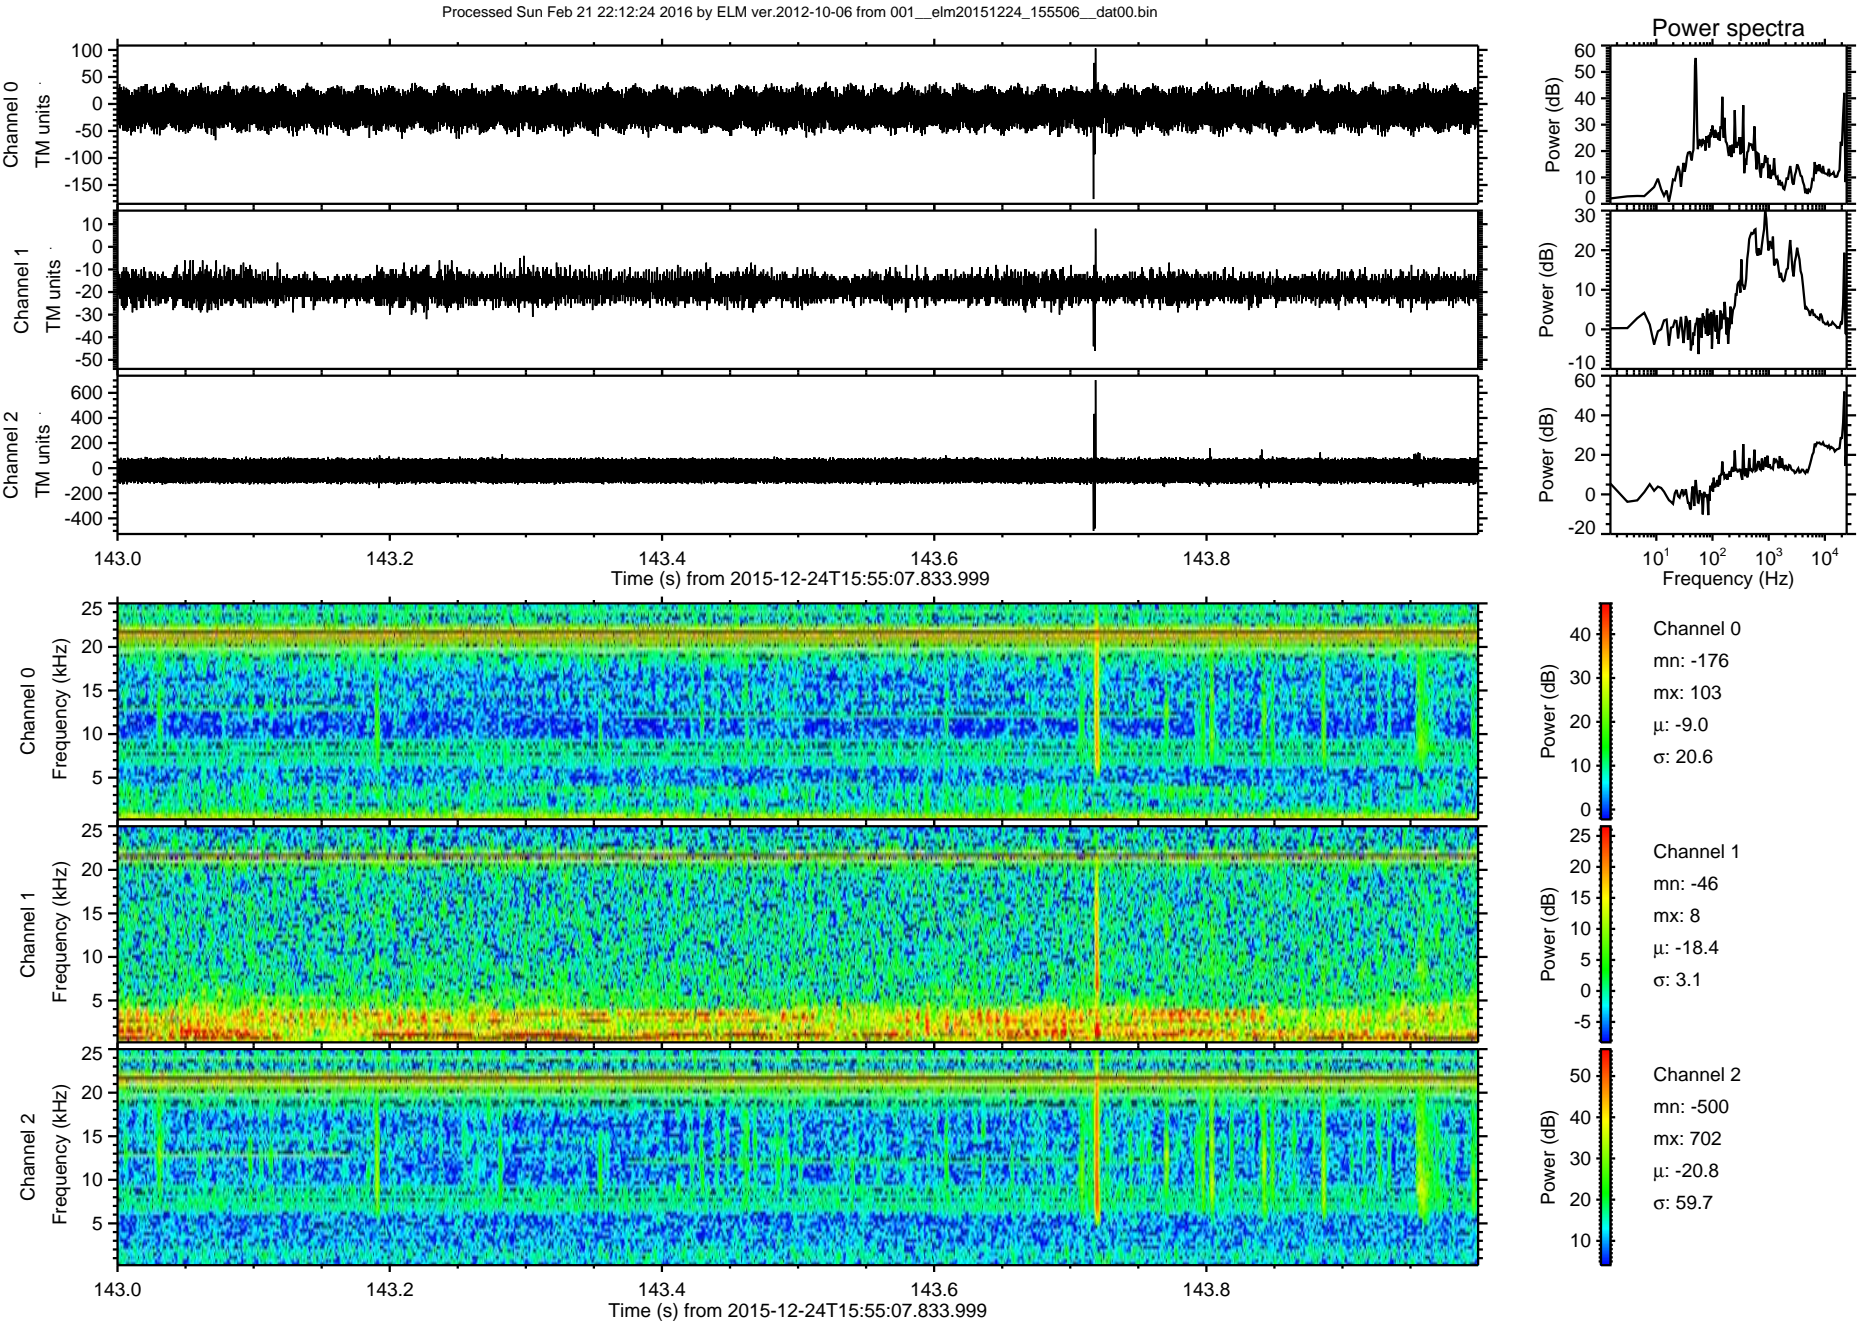 Processed Sun Feb 21 22:12:24 2016 by ELM ver.2012-10-06 from 001__elm20151224_155506__dat00.bin
Power spectra
Channel 0
TM units
100
50
0
-50
-100
-150
Power (dB)
60
50
40
30
20
10
0
Channel 1
TM units
10
0
-10
-20
-30
-40
-50
Power (dB)
30
20
10
0
-10
Channel 2
TM units
600
400
200
0
-200
-400
Power (dB)
60
40
20
0
-20
143.0 143.2 143.4 143.6 143.8
Time (s) from 2015-12-24T15:55:07.833.999
10¹ 10² 10³ 10⁴
Frequency (Hz)
Channel 0
Frequency (kHz)
25
20
15
10
5
Power (dB)
40
30
20
10
0
Channel 0
mn: -176
mx: 103
μ: -9.0
σ: 20.6
Channel 1
Frequency (kHz)
25
20
15
10
5
Power (dB)
25
20
15
10
5
0
-5
Channel 1
mn: -46
mx: 8
μ: -18.4
σ: 3.1
Channel 2
Frequency (kHz)
25
20
15
10
5
Power (dB)
50
40
30
20
10
Channel 2
mn: -500
mx: 702
μ: -20.8
σ: 59.7
143.0 143.2 143.4 143.6 143.8
Time (s) from 2015-12-24T15:55:07.833.999